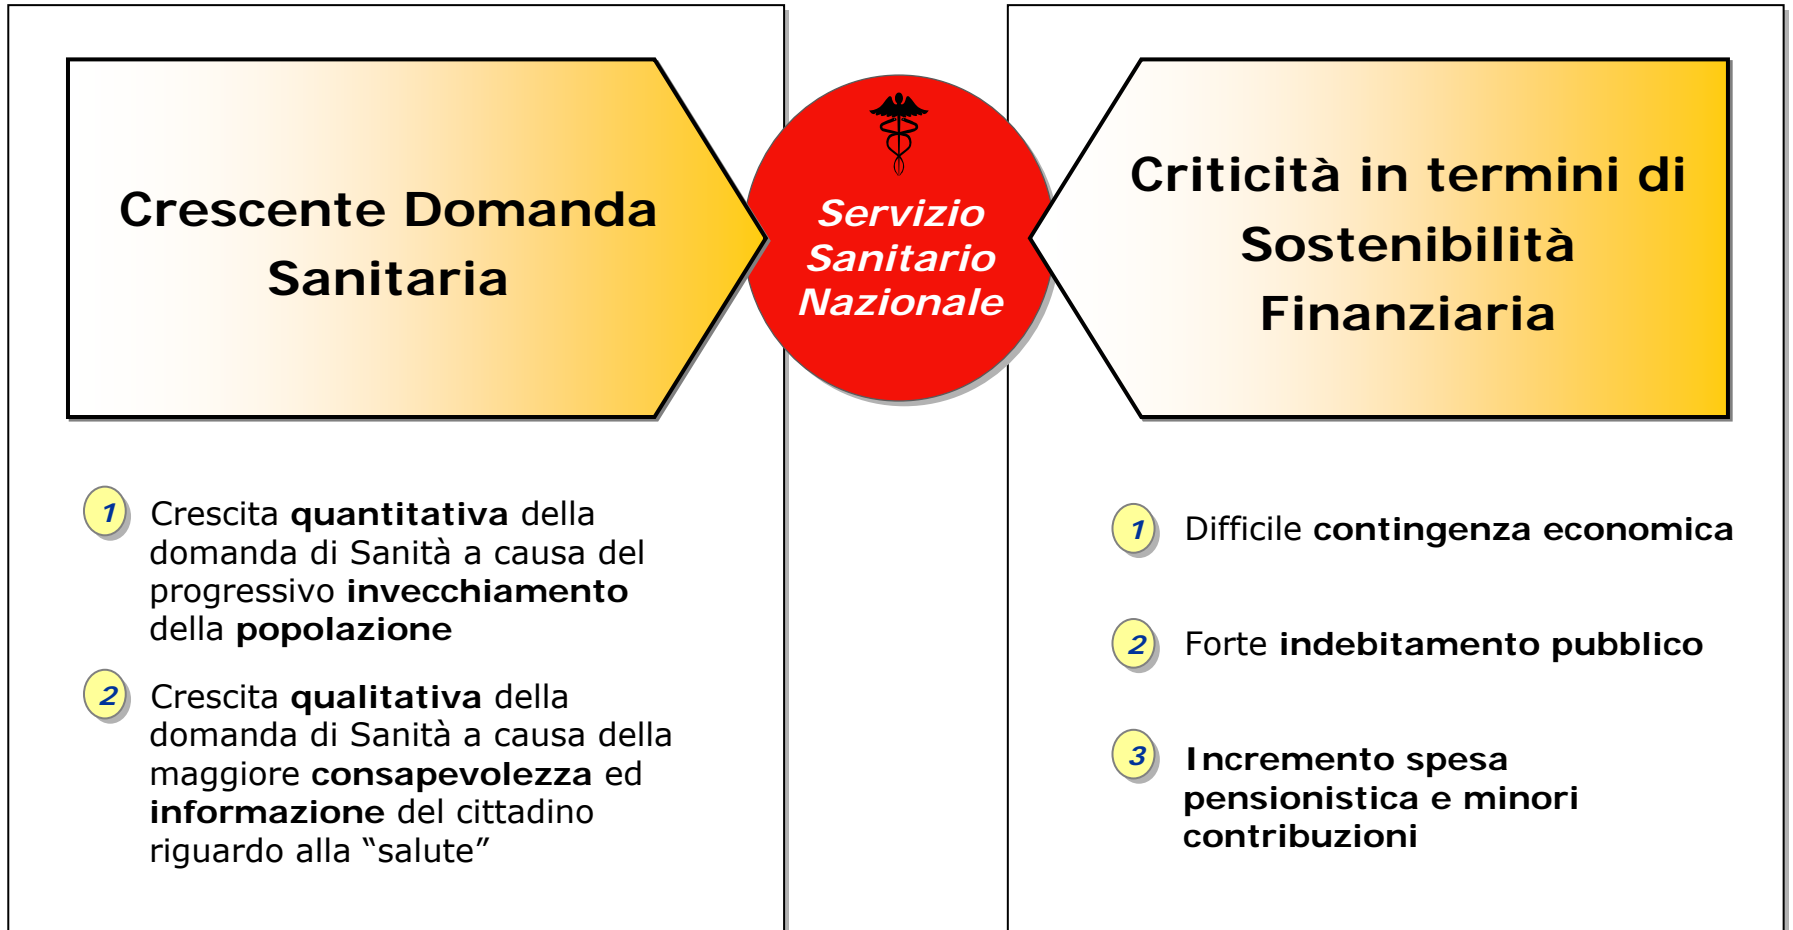 Crescente Domanda
Sanitaria
Servizio
Sanitario
Nazionale
Criticità in termini di
Sostenibilità
Finanziaria
1 Crescita quantitativa della
domanda di Sanità a causa del
progressivo invecchiamento
della popolazione
2 Crescita qualitativa della
domanda di Sanità a causa della
maggiore consapevolezza ed
informazione del cittadino
riguardo alla “salute”
1 Difficile contingenza economica
2 Forte indebitamento pubblico
3 Incremento spesa
pensionistica e minori
contribuzioni